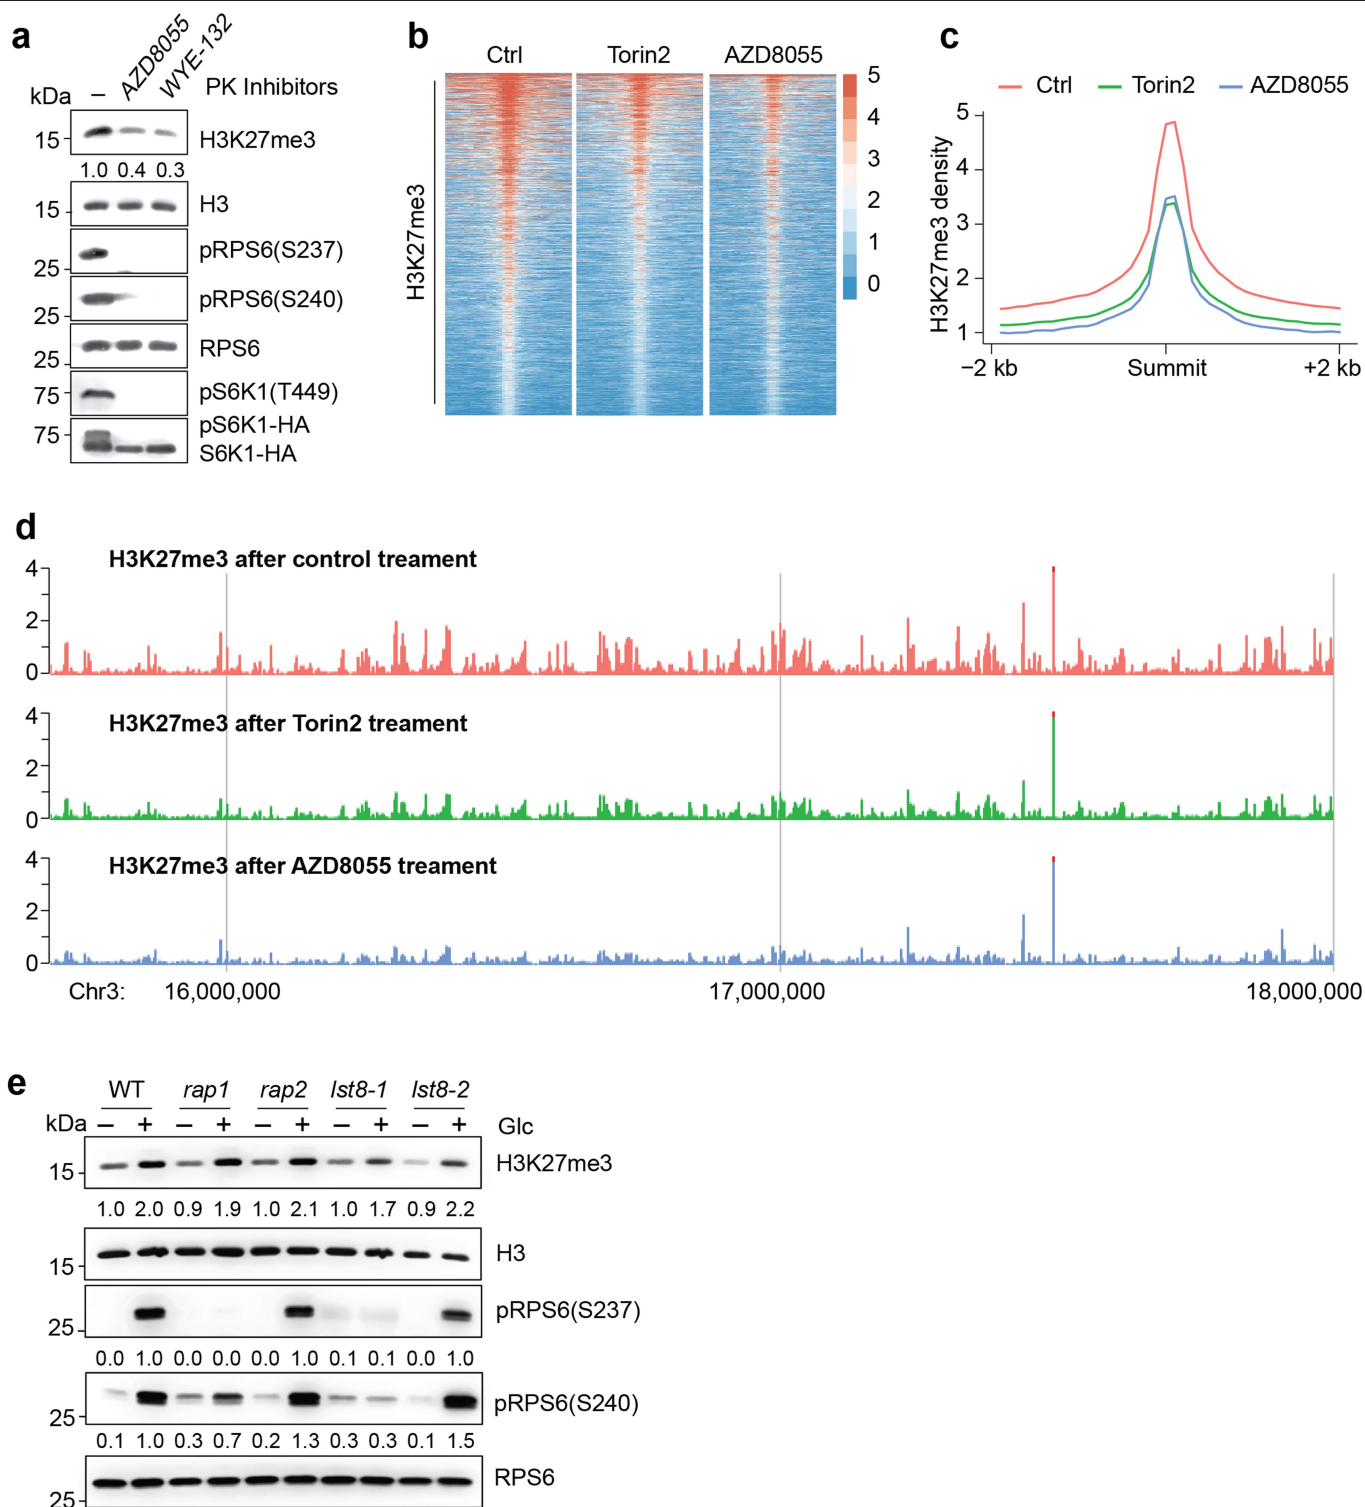 a
AZD8055
WYE-132
kDa
–
PK Inhibitors
15
H3K27me3
1.0 0.4 0.3
15
H3
pRPS6(S237)
25
pRPS6(S240)
25
RPS6
25
75
pS6K1(T449)
75
pS6K1-HA
S6K1-HA
b
Ctrl Torin2 AZD8055
H3K27me3
5
4
3
2
1
0
c
Ctrl Torin2 AZD8055
H3K27me3 density
5
4
3
2
1
−2 kb Summit +2 kb
d
H3K27me3 after control treament
4
2
0
H3K27me3 after Torin2 treament
4
2
0
H3K27me3 after AZD8055 treament
4
2
0
Chr3: 16,000,000 17,000,000 18,000,000
e
WT rap1 rap2 lst8-1 lst8-2
kDa – + – + – + – + – + Glc
15
H3K27me3
1.0 2.0 0.9 1.9 1.0 2.1 1.0 1.7 0.9 2.2
H3
15
pRPS6(S237)
25
0.0 1.0 0.0 0.0 0.0 1.0 0.1 0.1 0.0 1.0
pRPS6(S240)
25
0.1 1.0 0.3 0.7 0.2 1.3 0.3 0.3 0.1 1.5
RPS6
25